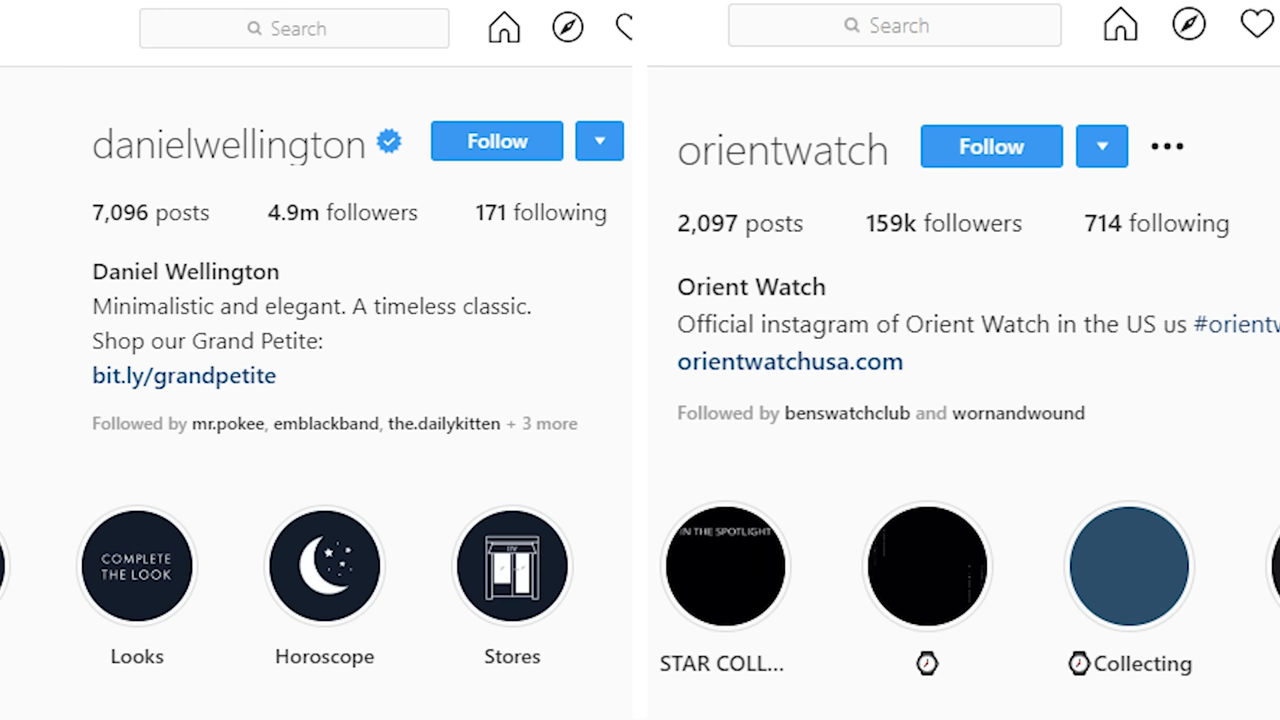 Search
danielwellington
Follow
7,096 posts 4.9m followers 171 following
Daniel Wellington
Minimalistic and elegant. A timeless classic.
Shop our Grand Petite:
bit.ly/grandpetite
Followed by mr.pokee, emblackband, the.dailykitten + 3 more
COMPLETE
THE LOOK
Looks
Horoscope
Stores
Search
orientwatch
Follow
2,097 posts 159k followers 714 following
Orient Watch
Official instagram of Orient Watch in the US us #orientw
orientwatchusa.com
Followed by benswatchclub and wornandwound
IN THE SPOTLIGHT
STAR COLL...
Collecting